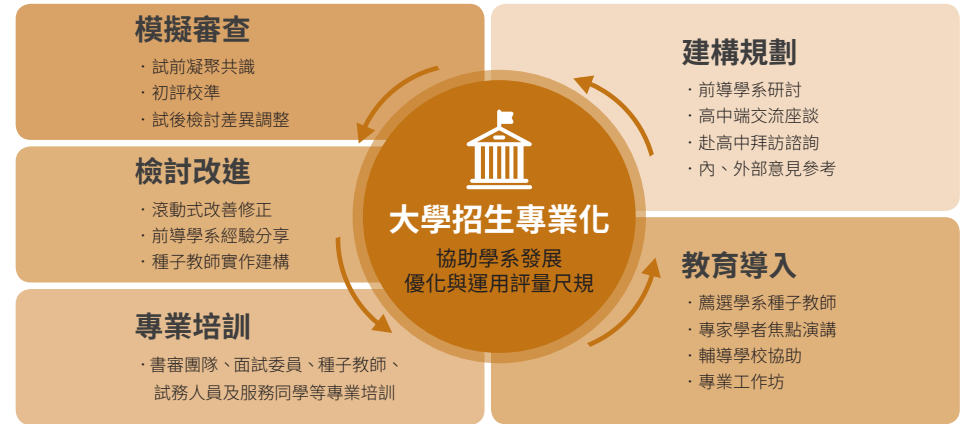 模擬審查
・試前凝聚共識
・初評校準
・試後檢討差異調整
檢討改進
・滾動式改善修正
・前導學系經驗分享
・種子教師實作建構
專業培訓
・書審團隊、面試委員、種子教師、
試務人員及服務同學等專業培訓
大學招生專業化
協助學系發展
優化與運用評量尺規
建構規劃
・前導學系研討
・高中端交流座談
・赴高中拜訪諮詢
・內、外部意見參考
教育導入
・薦選學系種子教師
・專家學者焦點演講
・輔導學校協助
・專業工作坊